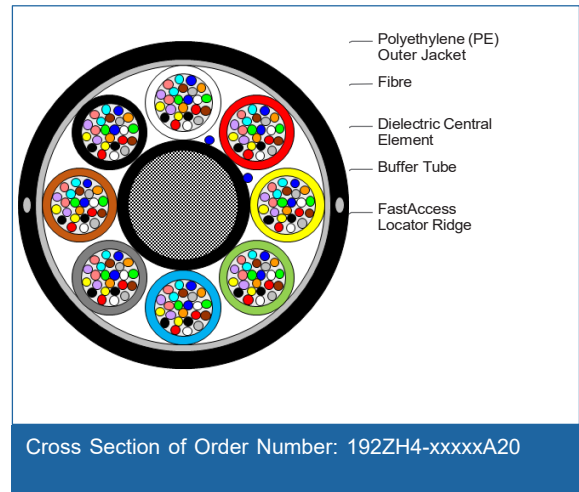 Polyethylene (PE)
Outer Jacket
Fibre
Dielectric Central
Element
Buffer Tube
FastAccess
Locator Ridge
Cross Section of Order Number: 192ZH4-xxxxxA20